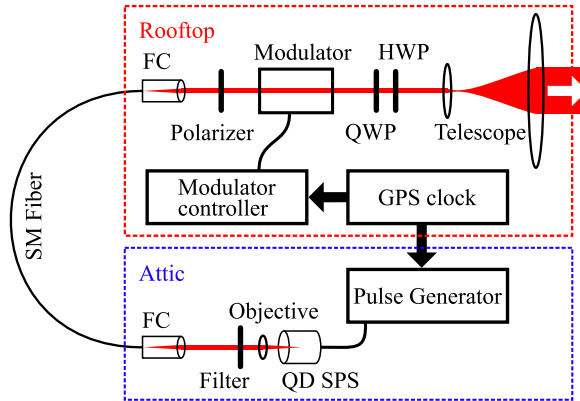 Rooftop
FC
Modulator
HWP
Polarizer
QWP
Telescope
Modulator
controller
GPS clock
SM Fiber
Attic
Pulse Generator
FC
Objective
Filter
QD SPS